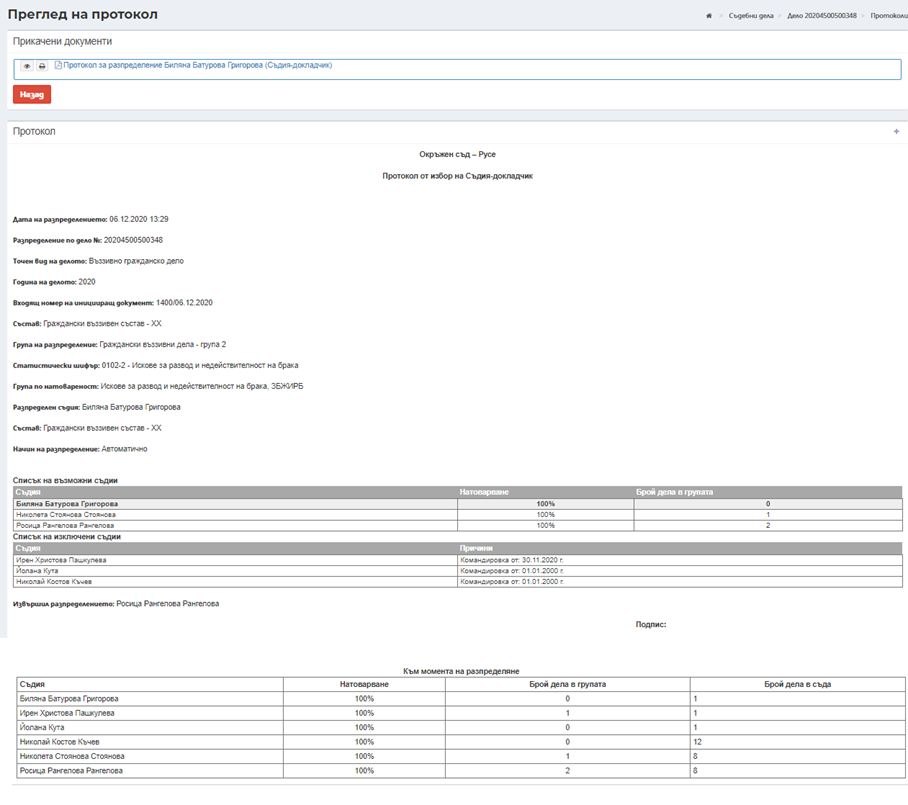 Преглед на протокол
Съдебни дела > Дело 20204500500348 > Протоколи
Прикачени документи
Протокол за разпределение Биляна Батурова Григорова (Съдия-докладчик)
Назад
Протокол
+
Окръжен съд – Русе
Протокол от избор на Съдия-докладчик
Дата на разпределението: 06.12.2020 13:29
Разпределение по дело №: 20204500500348
Точен вид на делото: Въззивно гражданско дело
Година на делото: 2020
Входящ номер на иницииращ документ: 1400/06.12.2020
Състав: Граждански въззивен състав - XX
Група на разпределение: Граждански въззивни дела - група 2
Статистически шифър: 0102-2 - Искове за развод и недействителност на брака
Група по натовареност: Искове за развод и недействителност на брака, ЗБЖИРБ
Разпределен съдия: Биляна Батурова Григорова
Състав: Граждански въззивен състав - XX
Начин на разпределение: Автоматично
Списък на възможни съдии
Съдия Натоварване Брой дела в групата
Биляна Батурова Григорова 100% 0
Николета Стоянова Стоянова 100% 1
Росица Рангелова Рангелова 100% 2
Списък на изключени съдии
Съдия Причини
Ирен Христова Пашкулева Командировка от: 30.11.2020 г.
Йолана Кута Командировка от: 01.01.2000 г.
Николай Костов Къчев Командировка от: 01.01.2000 г.
Извършил разпределението: Росица Рангелова Рангелова
Подпис:
Към момента на разпределяне
Съдия Натоварване Брой дела в групата Брой дела в съда
Биляна Батурова Григорова 100% 0 1
Ирен Христова Пашкулева 100% 1 1
Йолана Кута 100% 0 1
Николай Костов Къчев 100% 0 12
Николета Стоянова Стоянова 100% 1 8
Росица Рангелова Рангелова 100% 2 8